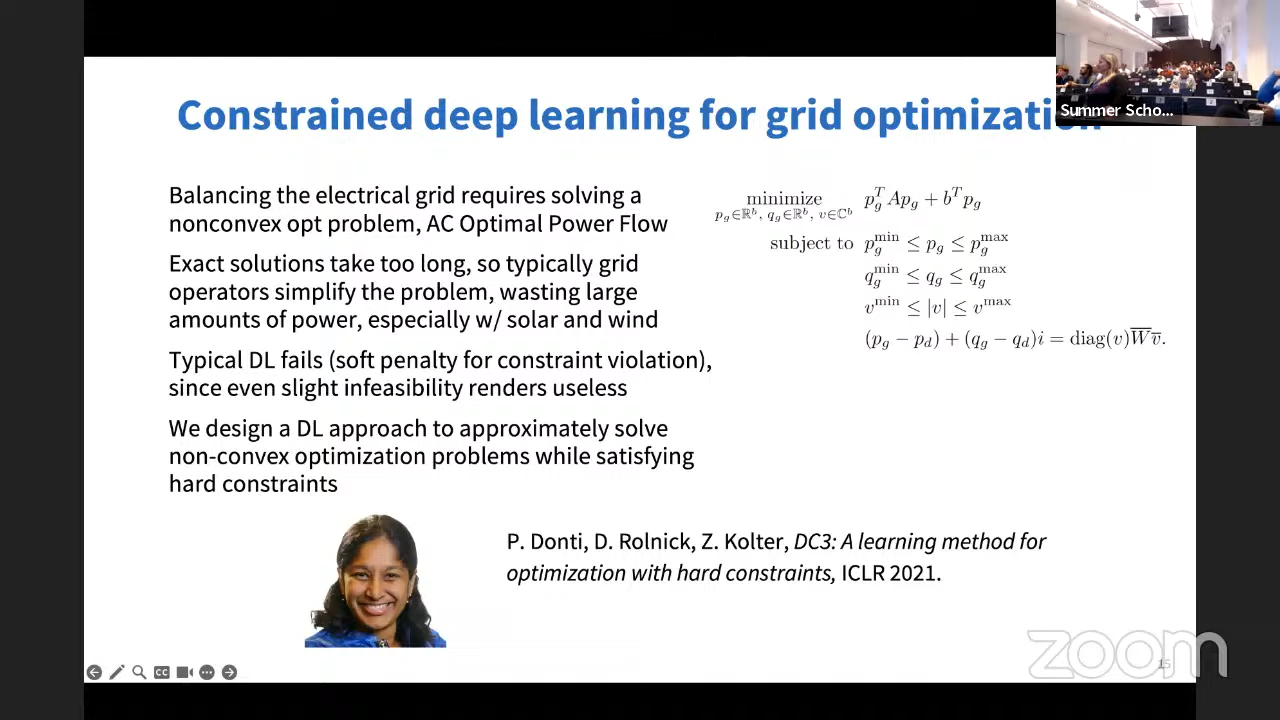 Constrained deep learning for grid optimization
Summer Scho...
Balancing the electrical grid requires solving a
nonconvex opt problem, AC Optimal Power Flow
Exact solutions take too long, so typically grid
operators simplify the problem, wasting large
amounts of power, especially w/ solar and wind
Typical DL fails (soft penalty for constraint violation),
since even slight infeasibility renders useless
We design a DL approach to approximately solve
non-convex optimization problems while satisfying
hard constraints
minimize p_g^T A p_g + b^T p_g
p_g∈ℝ^b, q_g∈ℝ^b, v∈ℂ^b
subject to p_g^min ≤ p_g ≤ p_g^max
q_g^min ≤ q_g ≤ q_g^max
v^min ≤ |v| ≤ v^max
(p_g − p_d) + (q_g − q_d)i = diag(v)W̅v̅.
P. Donti, D. Rolnick, Z. Kolter, DC3: A learning method for
optimization with hard constraints, ICLR 2021.
CC
zoom
15